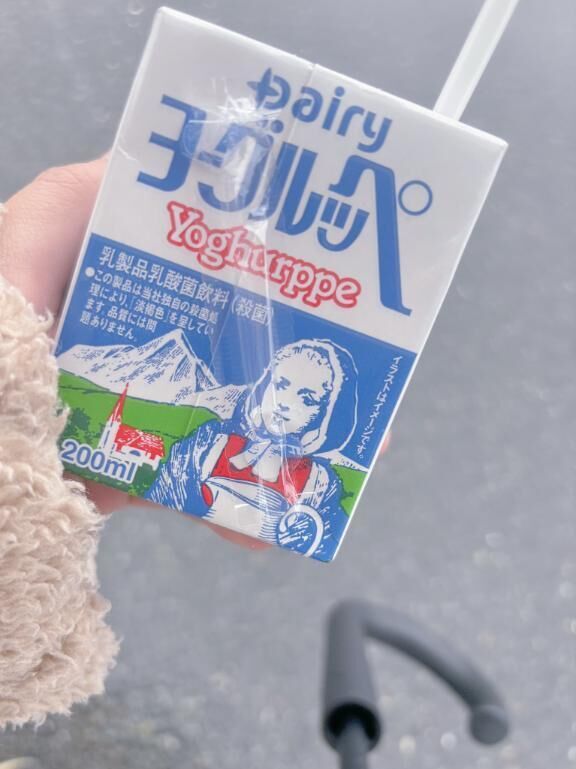 Dairy
ヨグルッペ
Yoghurppe
乳製品乳酸菌飲料(殺菌)
●この製品は当社独自の殺菌処
理により、「淡褐色」を呈してい
ます。品質には問
題ありません。
イラストはイメージです。
200ml